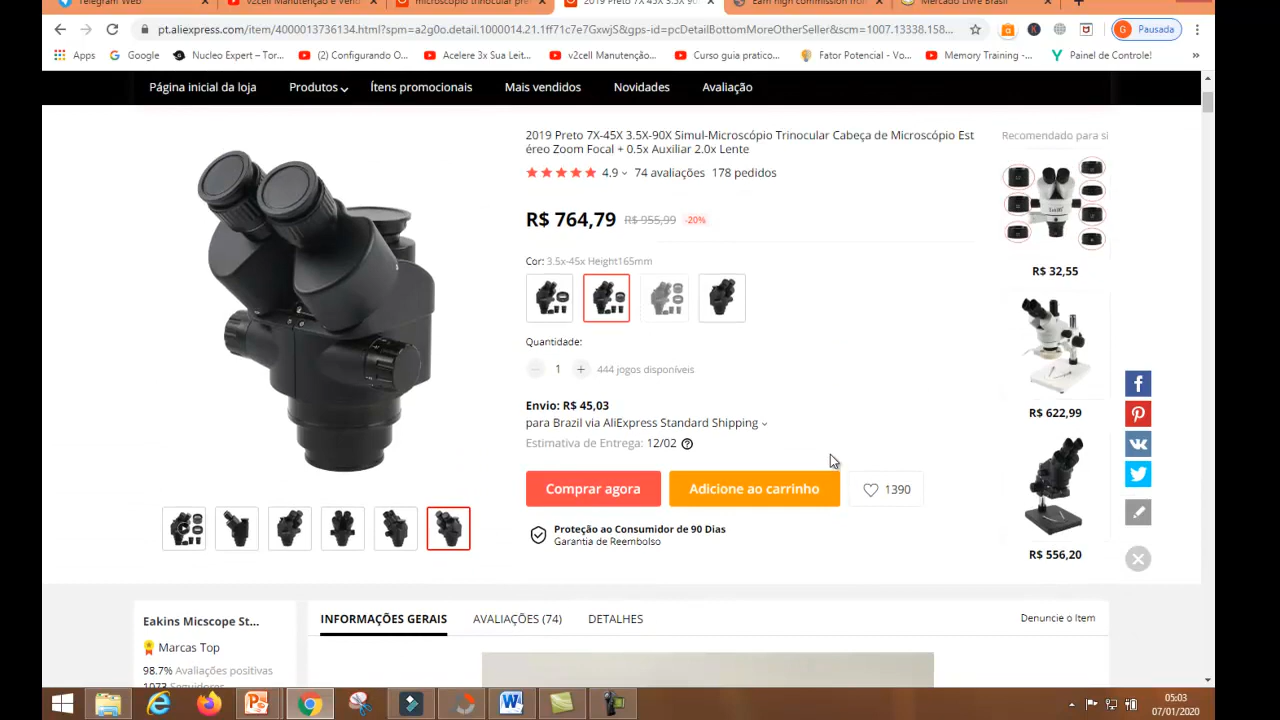 Telegram Web
v2cell Manutenção e Vend
microscopio trinocular pre
2019 Preto 7X 45X 3.5X 90X
Earn high commission from
Mercado Livre Brasil
pt.aliexpress.com/item/4000013736134.html?spm=a2g0o.detail.1000014.21.1ff71c7e7GxwjS&gps-id=pcDetailBottomMoreOtherSeller&scm=1007.13338.158...
G Pausada
Apps
Google
Nucleo Expert – Tor...
(2) Configurando O...
Acelere 3x Sua Leit...
v2cell Manutenção...
Curso guia pratico...
Fator Potencial - Vo...
Memory Training -...
Painel de Controle!
»
Página inicial da loja
Produtos
Ítens promocionais
Mais vendidos
Novidades
Avaliação
2019 Preto 7X-45X 3.5X-90X Simul-Microscópio Trinocular Cabeça de Microscópio Est
éreo Zoom Focal + 0.5x Auxiliar 2.0x Lente
4.9
74 avaliações
178 pedidos
R$ 764,79
R$ 955,99
-20%
Cor: 3.5x-45x Height165mm
Quantidade:
1
444 jogos disponíveis
Envio: R$ 45,03
para Brazil via AliExpress Standard Shipping
Estimativa de Entrega: 12/02
Comprar agora
Adicione ao carrinho
1390
Proteção ao Consumidor de 90 Dias
Garantia de Reembolso
Recomendado para si
R$ 32,55
R$ 622,99
R$ 556,20
Eakins Micscope St...
Marcas Top
98.7% Avaliações positivas
1073 Seguidores
INFORMAÇÕES GERAIS
AVALIAÇÕES (74)
DETALHES
Denuncie o Item
05:03
07/01/2020